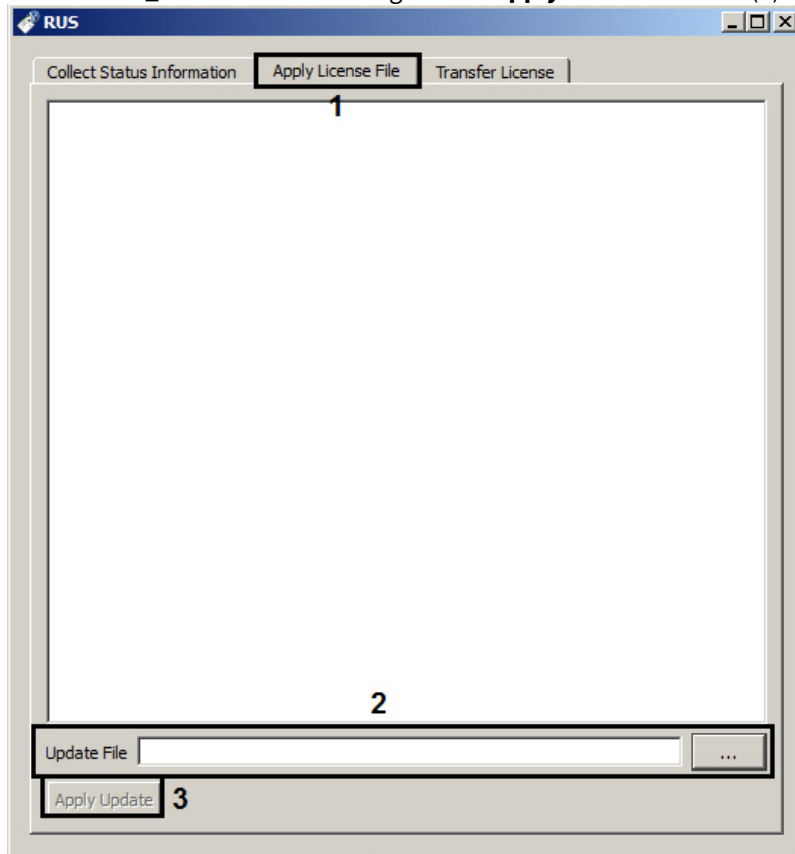 RUS
Collect Status Information Apply License File Transfer License
1
2
Update File ...
Apply Update 3